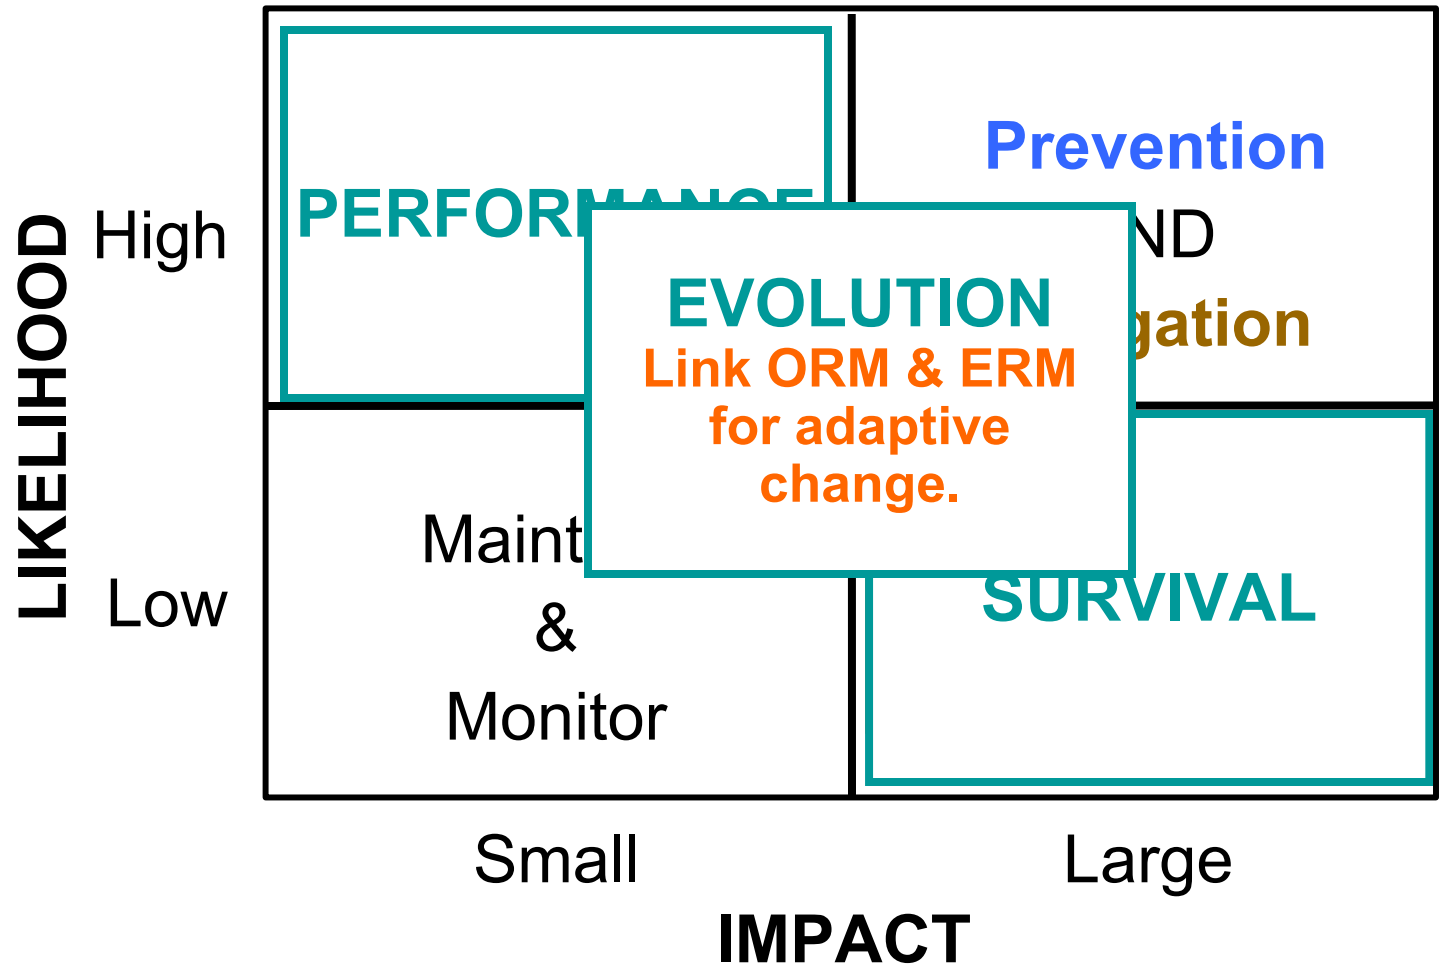 Prevention
PERFORMANCE
High
ND
EVOLUTION
gation
Link ORM & ERM
for adaptive
change.
LIKELIHOOD
Maint
&
Monitor
Low
SURVIVAL
Small
Large
IMPACT